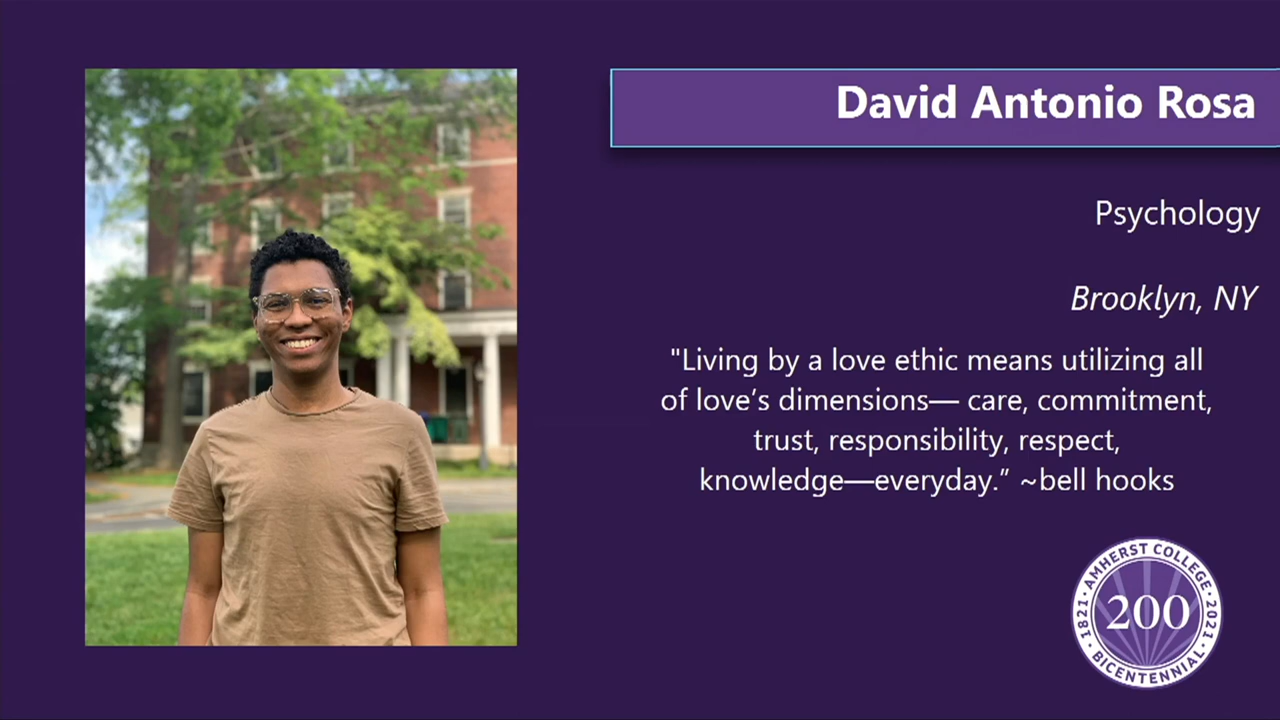 David Antonio Rosa
Psychology
Brooklyn, NY
"Living by a love ethic means utilizing all
of love’s dimensions— care, commitment,
trust, responsibility, respect,
knowledge—everyday.” ~bell hooks
· AMHERST COLLEGE ·
1821
200
2021
· BICENTENNIAL ·